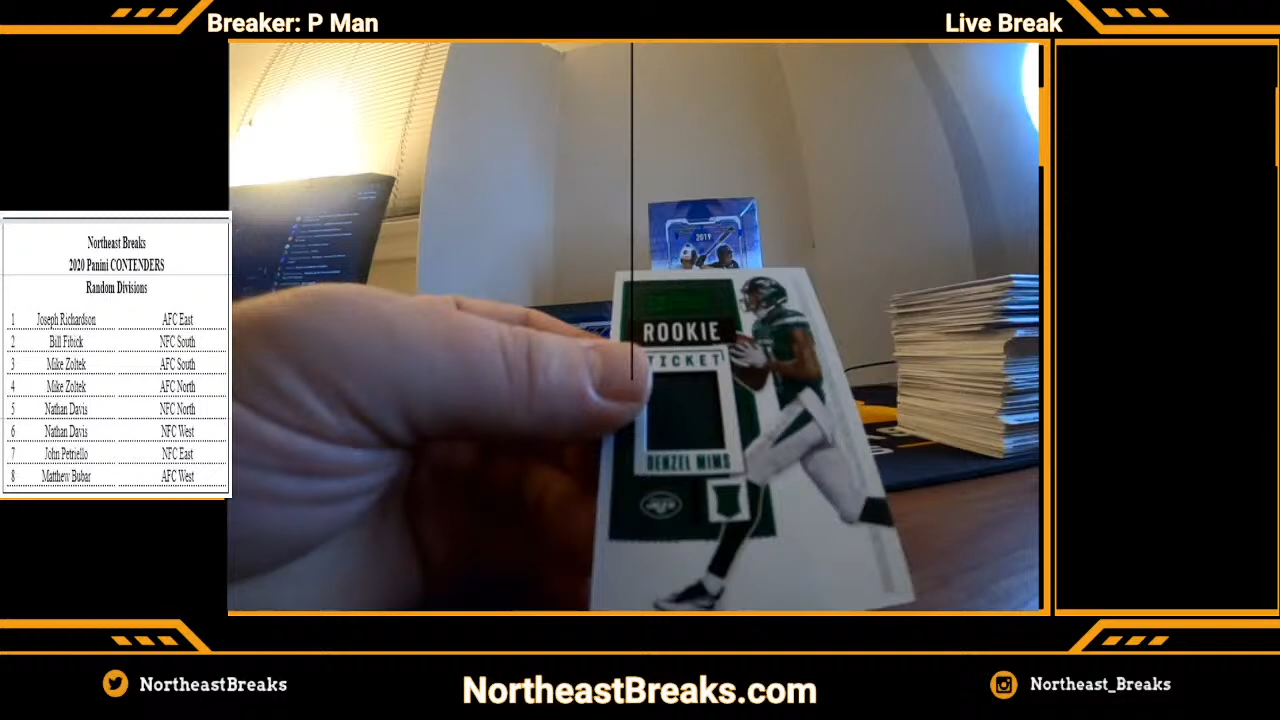 Breaker: P Man
Live Break
Northeast Breaks
2020 Panini CONTENDERS
Random Divisions
1 Joseph Richardson AFC East
2 Bill Fibick NFC South
3 Mike Zoltek AFC South
4 Mike Zoltek AFC North
5 Nathan Davis NFC North
6 Nathan Davis NFC West
7 John Petriello NFC East
8 Matthew Bubar AFC West
2019
ROOKIE
TICKET
DENZEL MIMS
NortheastBreaks
NortheastBreaks.com
Northeast_Breaks